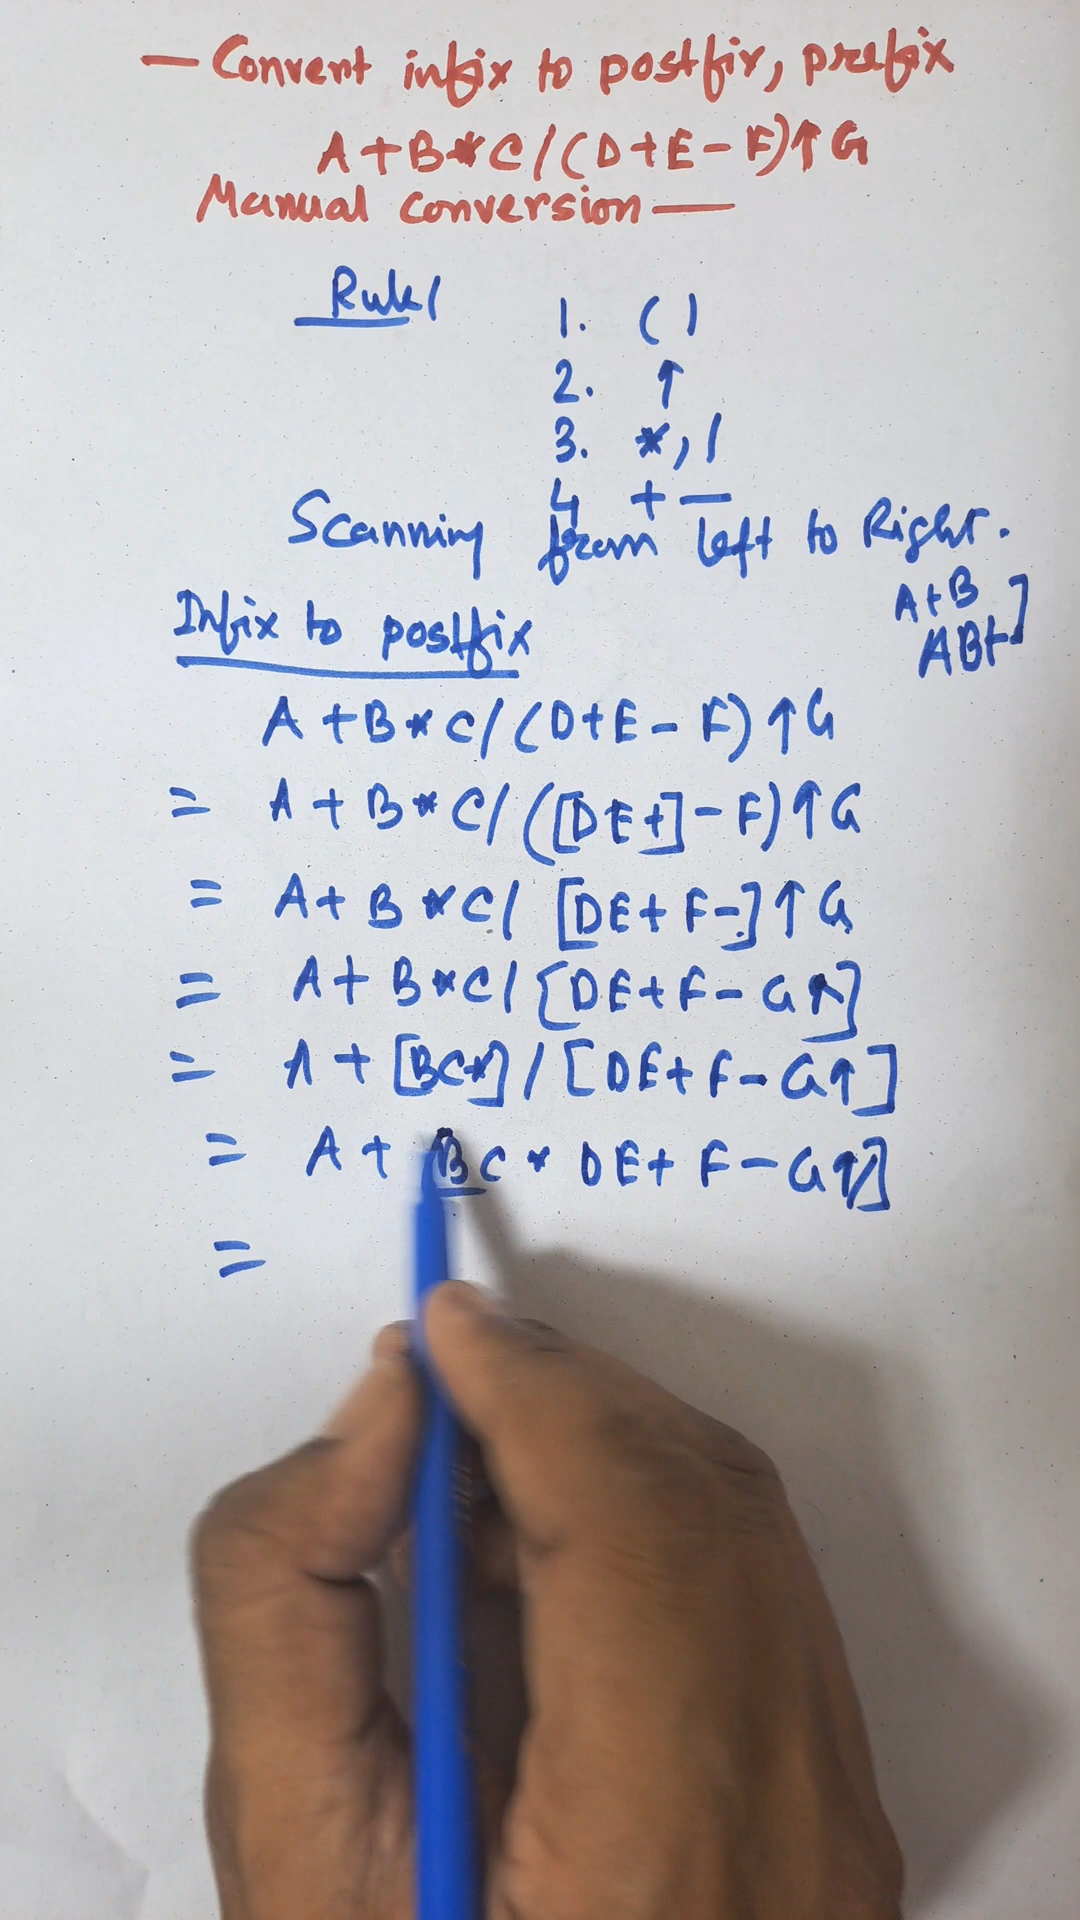 — Convert infix to postfix, prefix
A+B*C/(D+E-F)↑G
Manual conversion —
Rule/
1. ( )
2. ↑
3. *, /
4 + —
Scanning from left to Right.
A+B
AB+]
Infix to postfix
A+B*C/(D+E-F)↑G
= A+B*C/([DE+]-F)↑G
= A+B*C/[DE+F-]↑G
= A+B*C/[DE+F-G↑]
= A+[BC*]/[DE+F-G↑]
= A+ BC* DE+F-G↑/]
=